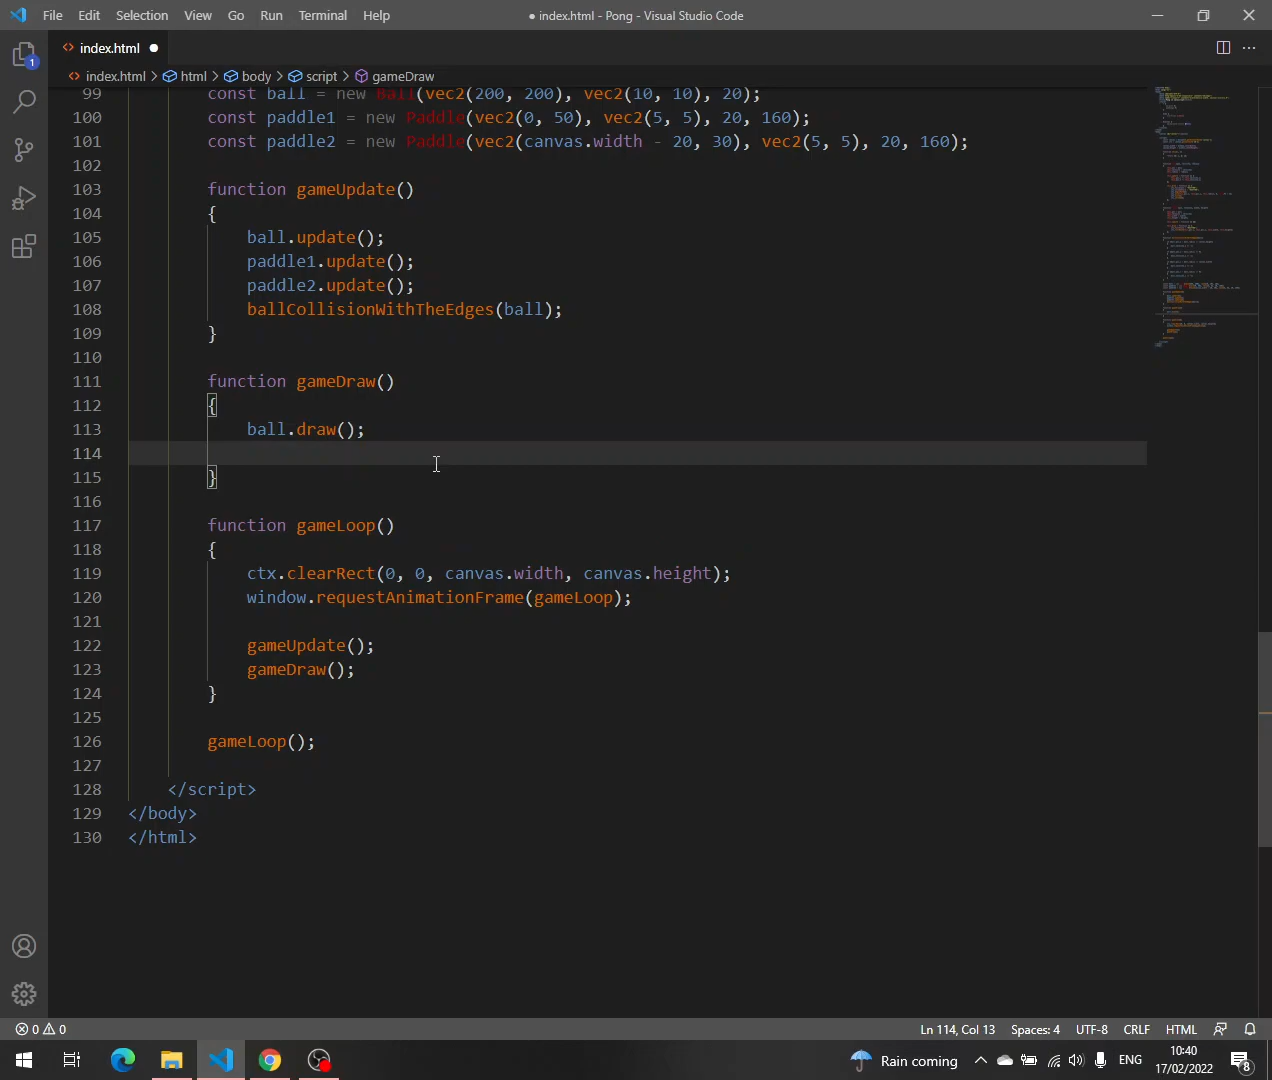 File Edit Selection View Go Run Terminal Help
● index.html - Pong - Visual Studio Code
1
<> index.html ●
<> index.html > html > body > script > gameDraw
99 const ball = new Ball(vec2(200, 200), vec2(10, 10), 20);
100 const paddle1 = new Paddle(vec2(0, 50), vec2(5, 5), 20, 160);
101 const paddle2 = new Paddle(vec2(canvas.width - 20, 30), vec2(5, 5), 20, 160);
102
103 function gameUpdate()
104 {
105 ball.update();
106 paddle1.update();
107 paddle2.update();
108 ballCollisionWithTheEdges(ball);
109 }
110
111 function gameDraw()
112 {
113 ball.draw();
114
115 }
116
117 function gameLoop()
118 {
119 ctx.clearRect(0, 0, canvas.width, canvas.height);
120 window.requestAnimationFrame(gameLoop);
121
122 gameUpdate();
123 gameDraw();
124 }
125
126 gameLoop();
127
128 </script>
129 </body>
130 </html>
0 0
Ln 114, Col 13 Spaces: 4 UTF-8 CRLF HTML
Rain coming
ENG
10:40
17/02/2022
8